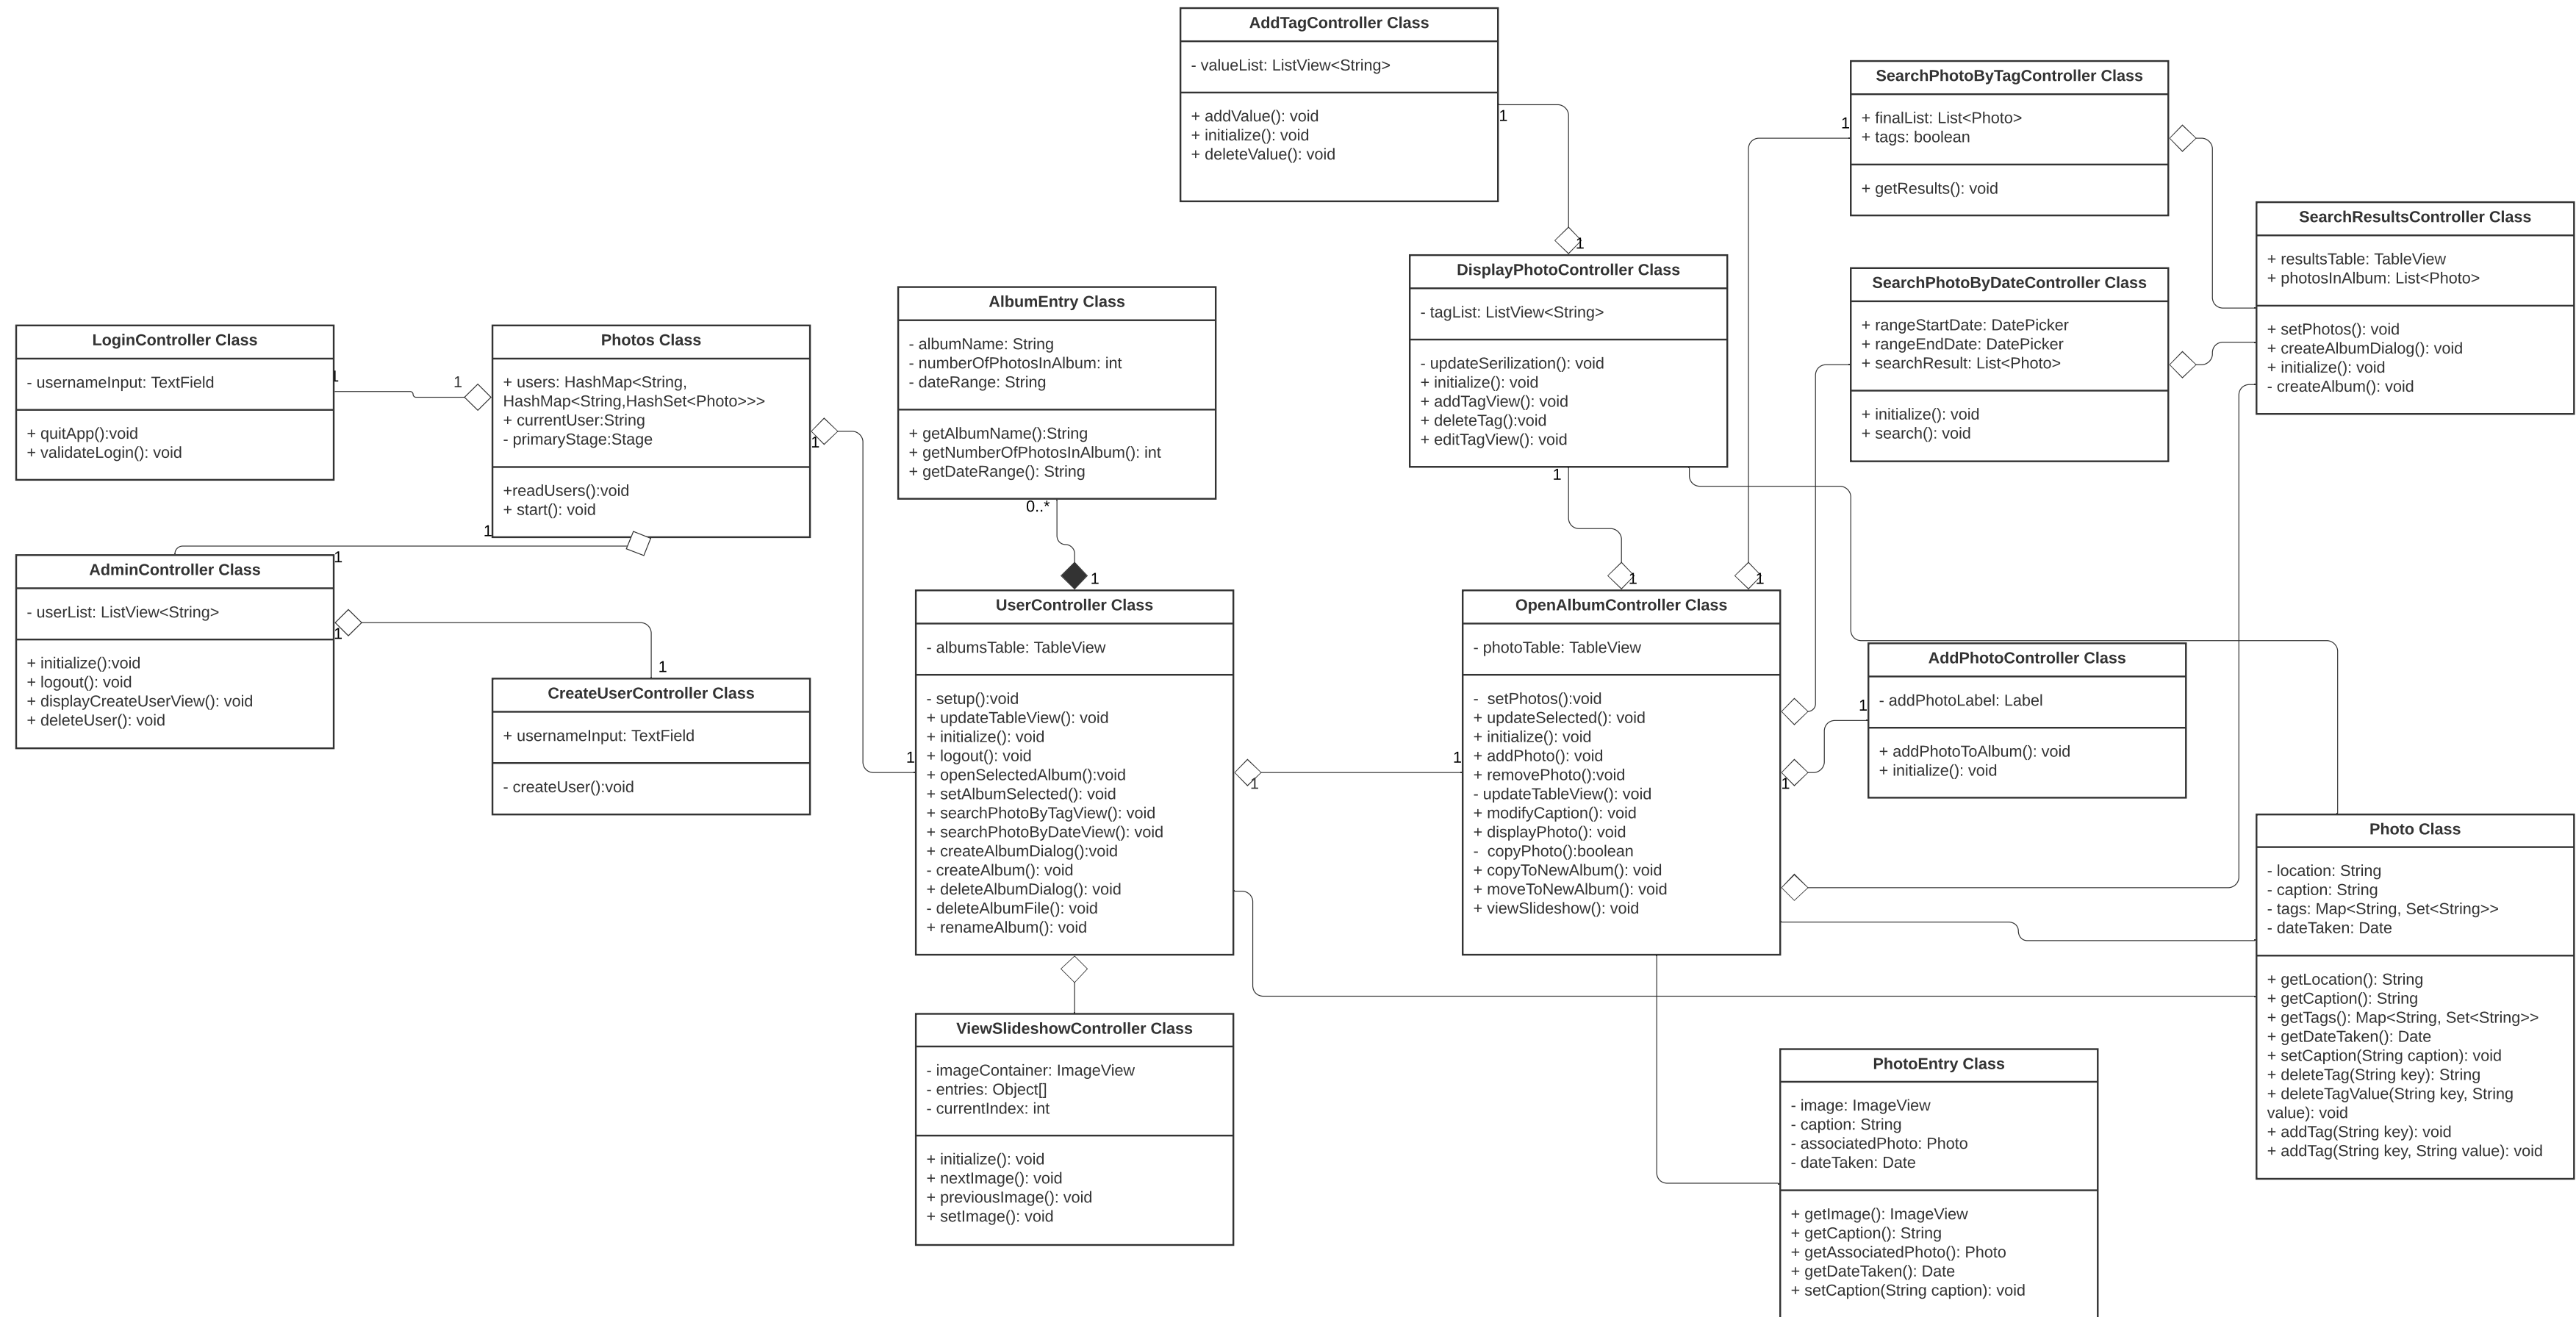 AddTagController Class
- valueList: ListView<String>
+ addValue(): void
+ initialize(): void
+ deleteValue(): void
1
1
SearchPhotoByTagController Class
+ finalList: List<Photo>
+ tags: boolean
+ getResults(): void
1
SearchResultsController Class
+ resultsTable: TableView
+ photosInAlbum: List<Photo>
+ setPhotos(): void
+ createAlbumDialog(): void
+ initialize(): void
- createAlbum(): void
DisplayPhotoController Class
- tagList: ListView<String>
- updateSerilization(): void
+ initialize(): void
+ addTagView(): void
+ deleteTag():void
+ editTagView(): void
1
SearchPhotoByDateController Class
+ rangeStartDate: DatePicker
+ rangeEndDate: DatePicker
+ searchResult: List<Photo>
+ initialize(): void
+ search(): void
AlbumEntry Class
- albumName: String
- numberOfPhotosInAlbum: int
- dateRange: String
+ getAlbumName():String
+ getNumberOfPhotosInAlbum(): int
+ getDateRange(): String
0..*
1
LoginController Class
- usernameInput: TextField
+ quitApp():void
+ validateLogin(): void
1
1
Photos Class
+ users: HashMap<String,
HashMap<String,HashSet<Photo>>>
+ currentUser:String
- primaryStage:Stage
+readUsers():void
+ start(): void
1
1
1
AdminController Class
- userList: ListView<String>
+ initialize():void
+ logout(): void
+ displayCreateUserView(): void
+ deleteUser(): void
1
1
CreateUserController Class
+ usernameInput: TextField
- createUser():void
UserController Class
- albumsTable: TableView
- setup():void
+ updateTableView(): void
+ initialize(): void
+ logout(): void
+ openSelectedAlbum():void
+ setAlbumSelected(): void
+ searchPhotoByTagView(): void
+ searchPhotoByDateView(): void
+ createAlbumDialog():void
- createAlbum(): void
+ deleteAlbumDialog(): void
- deleteAlbumFile(): void
+ renameAlbum(): void
1
1
1
1
1
OpenAlbumController Class
- photoTable: TableView
-  setPhotos():void
+ updateSelected(): void
+ initialize(): void
+ addPhoto(): void
+ removePhoto():void
- updateTableView(): void
+ modifyCaption(): void
+ displayPhoto(): void
-  copyPhoto():boolean
+ copyToNewAlbum(): void
+ moveToNewAlbum(): void
+ viewSlideshow(): void
1
1
AddPhotoController Class
- addPhotoLabel: Label
+ addPhotoToAlbum(): void
+ initialize(): void
Photo Class
- location: String
- caption: String
- tags: Map<String, Set<String>>
- dateTaken: Date
+ getLocation(): String
+ getCaption(): String
+ getTags(): Map<String, Set<String>>
+ getDateTaken(): Date
+ setCaption(String caption): void
+ deleteTag(String key): String
+ deleteTagValue(String key, String
value): void
+ addTag(String key): void
+ addTag(String key, String value): void
ViewSlideshowController Class
- imageContainer: ImageView
- entries: Object[]
- currentIndex: int
+ initialize(): void
+ nextImage(): void
+ previousImage(): void
+ setImage(): void
PhotoEntry Class
- image: ImageView
- caption: String
- associatedPhoto: Photo
- dateTaken: Date
+ getImage(): ImageView
+ getCaption(): String
+ getAssociatedPhoto(): Photo
+ getDateTaken(): Date
+ setCaption(String caption): void